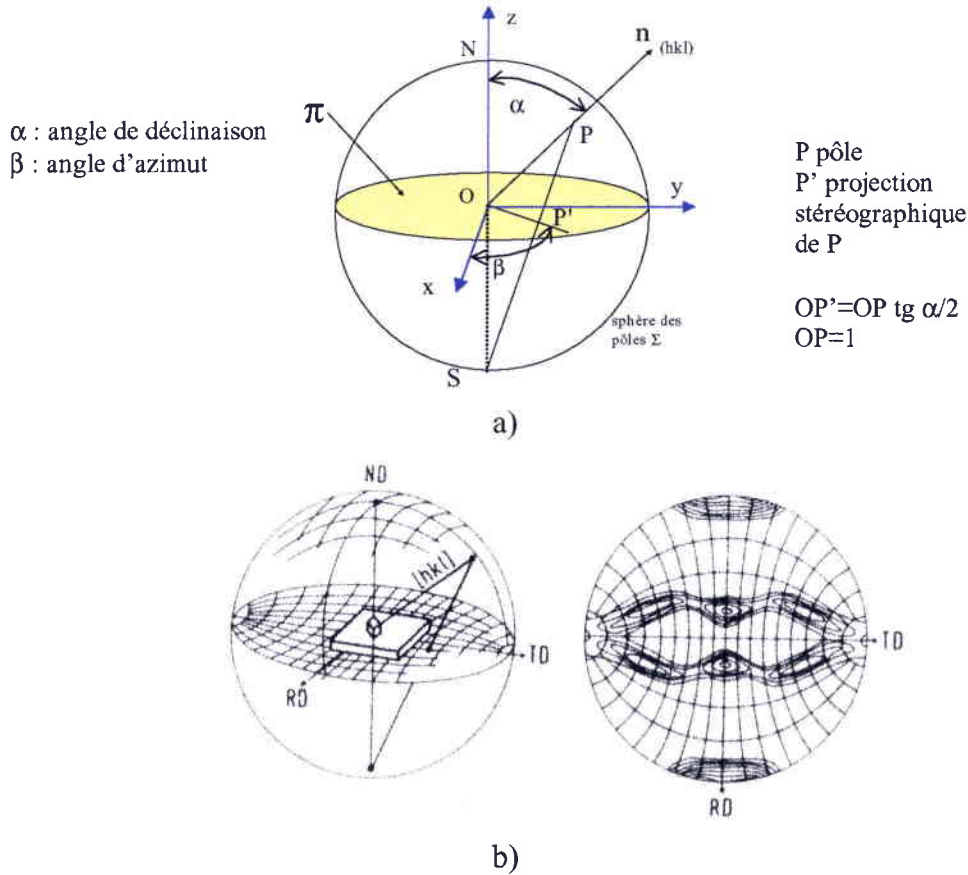 z
N
n
(hkl)
α
π
P
α : angle de déclinaison
β : angle d'azimut
P pôle
P' projection
stéréographique
de P
O
y
P'
β
x
OP'=OP tg α/2
OP=1
sphère des
pôles Σ
S
a)
ND
[hkl]
TD
RD
TD
RD
b)